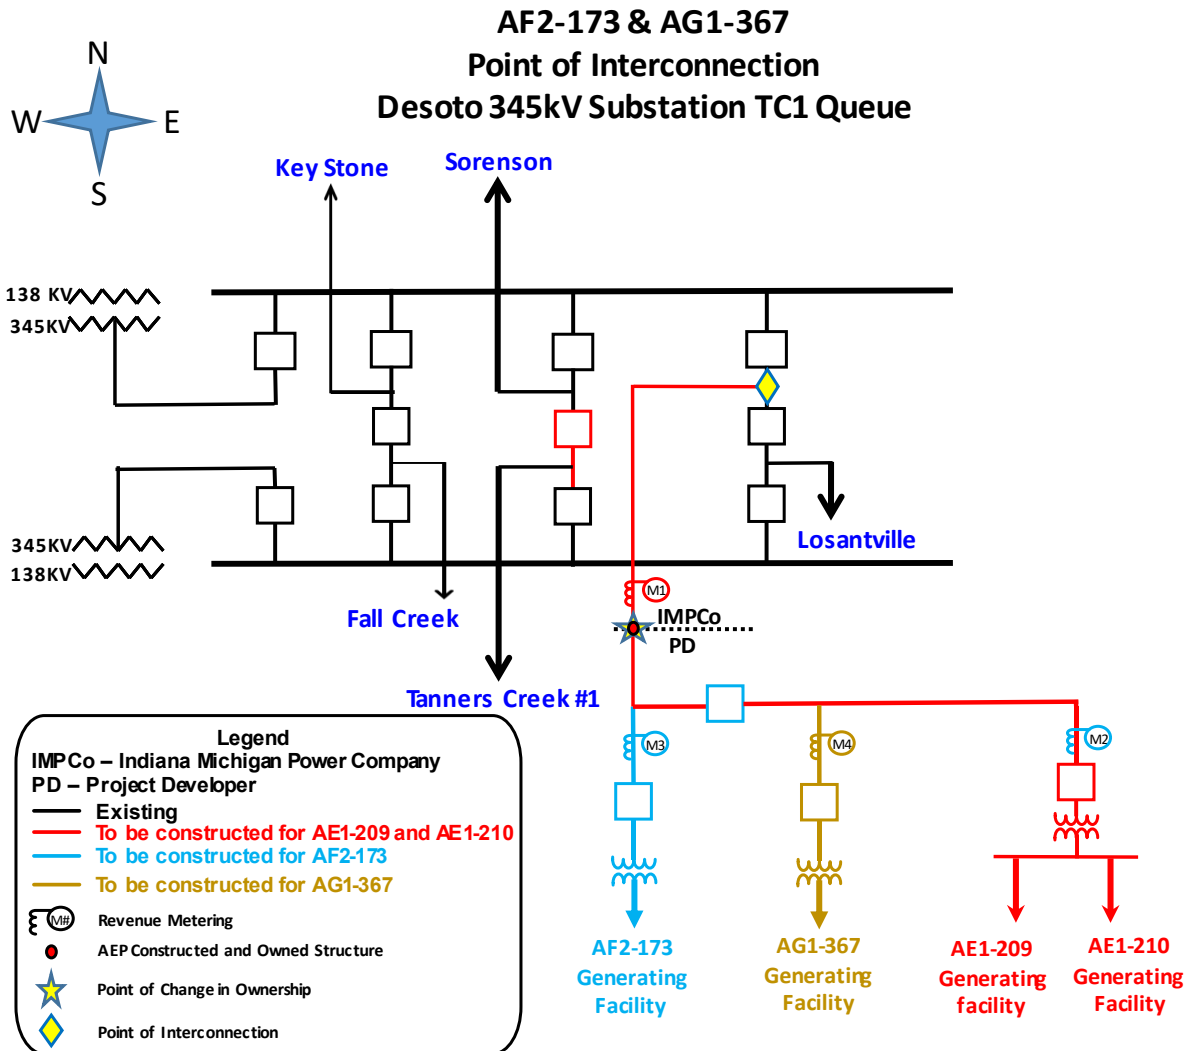 AF2-173 & AG1-367
Point of Interconnection
Desoto 345kV Substation TC1 Queue
N
W
E
S
Key Stone
Sorenson
138 KV
345KV
345KV
138KV
Losantville
Fall Creek
M1
IMPCo
PD
Tanners Creek #1
M3
M4
M2
Legend
IMPCo – Indiana Michigan Power Company
PD – Project Developer
Existing
To be constructed for AE1-209 and AE1-210
To be constructed for AF2-173
To be constructed for AG1-367
M#
Revenue Metering
AEP Constructed and Owned Structure
Point of Change in Ownership
Point of Interconnection
AF2-173
Generating
Facility
AG1-367
Generating
Facility
AE1-209
Generating
facility
AE1-210
Generating
Facility